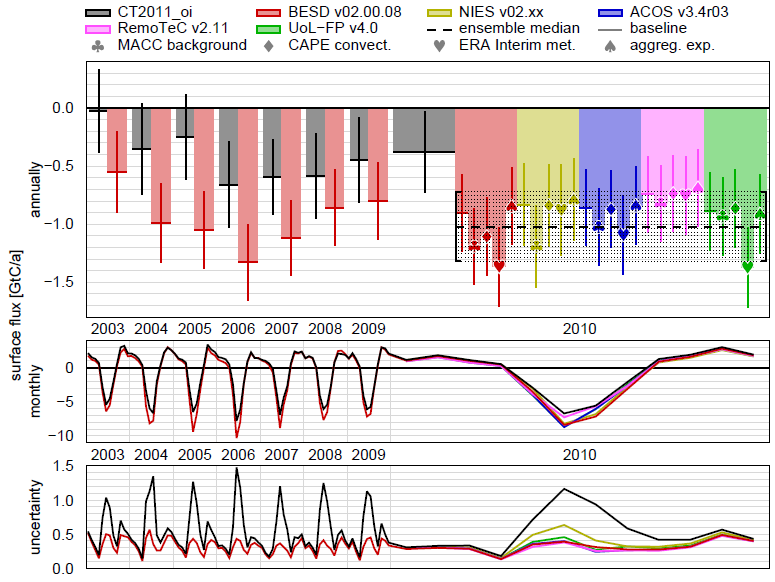 CT2011_oi BESD v02.00.08 NIES v02.xx ACOS v3.4r03
RemoTeC v2.11 UoL−FP v4.0 ensemble median baseline
MACC background CAPE convect. ERA Interim met. aggreg. exp.
surface flux [GtC/a]
annually
0.0
−0.5
−1.0
−1.5
2003 2004 2005 2006 2007 2008 2009 2010
monthly
0
−5
−10
2003 2004 2005 2006 2007 2008 2009 2010
uncertainty
1.5
1.0
0.5
0.0